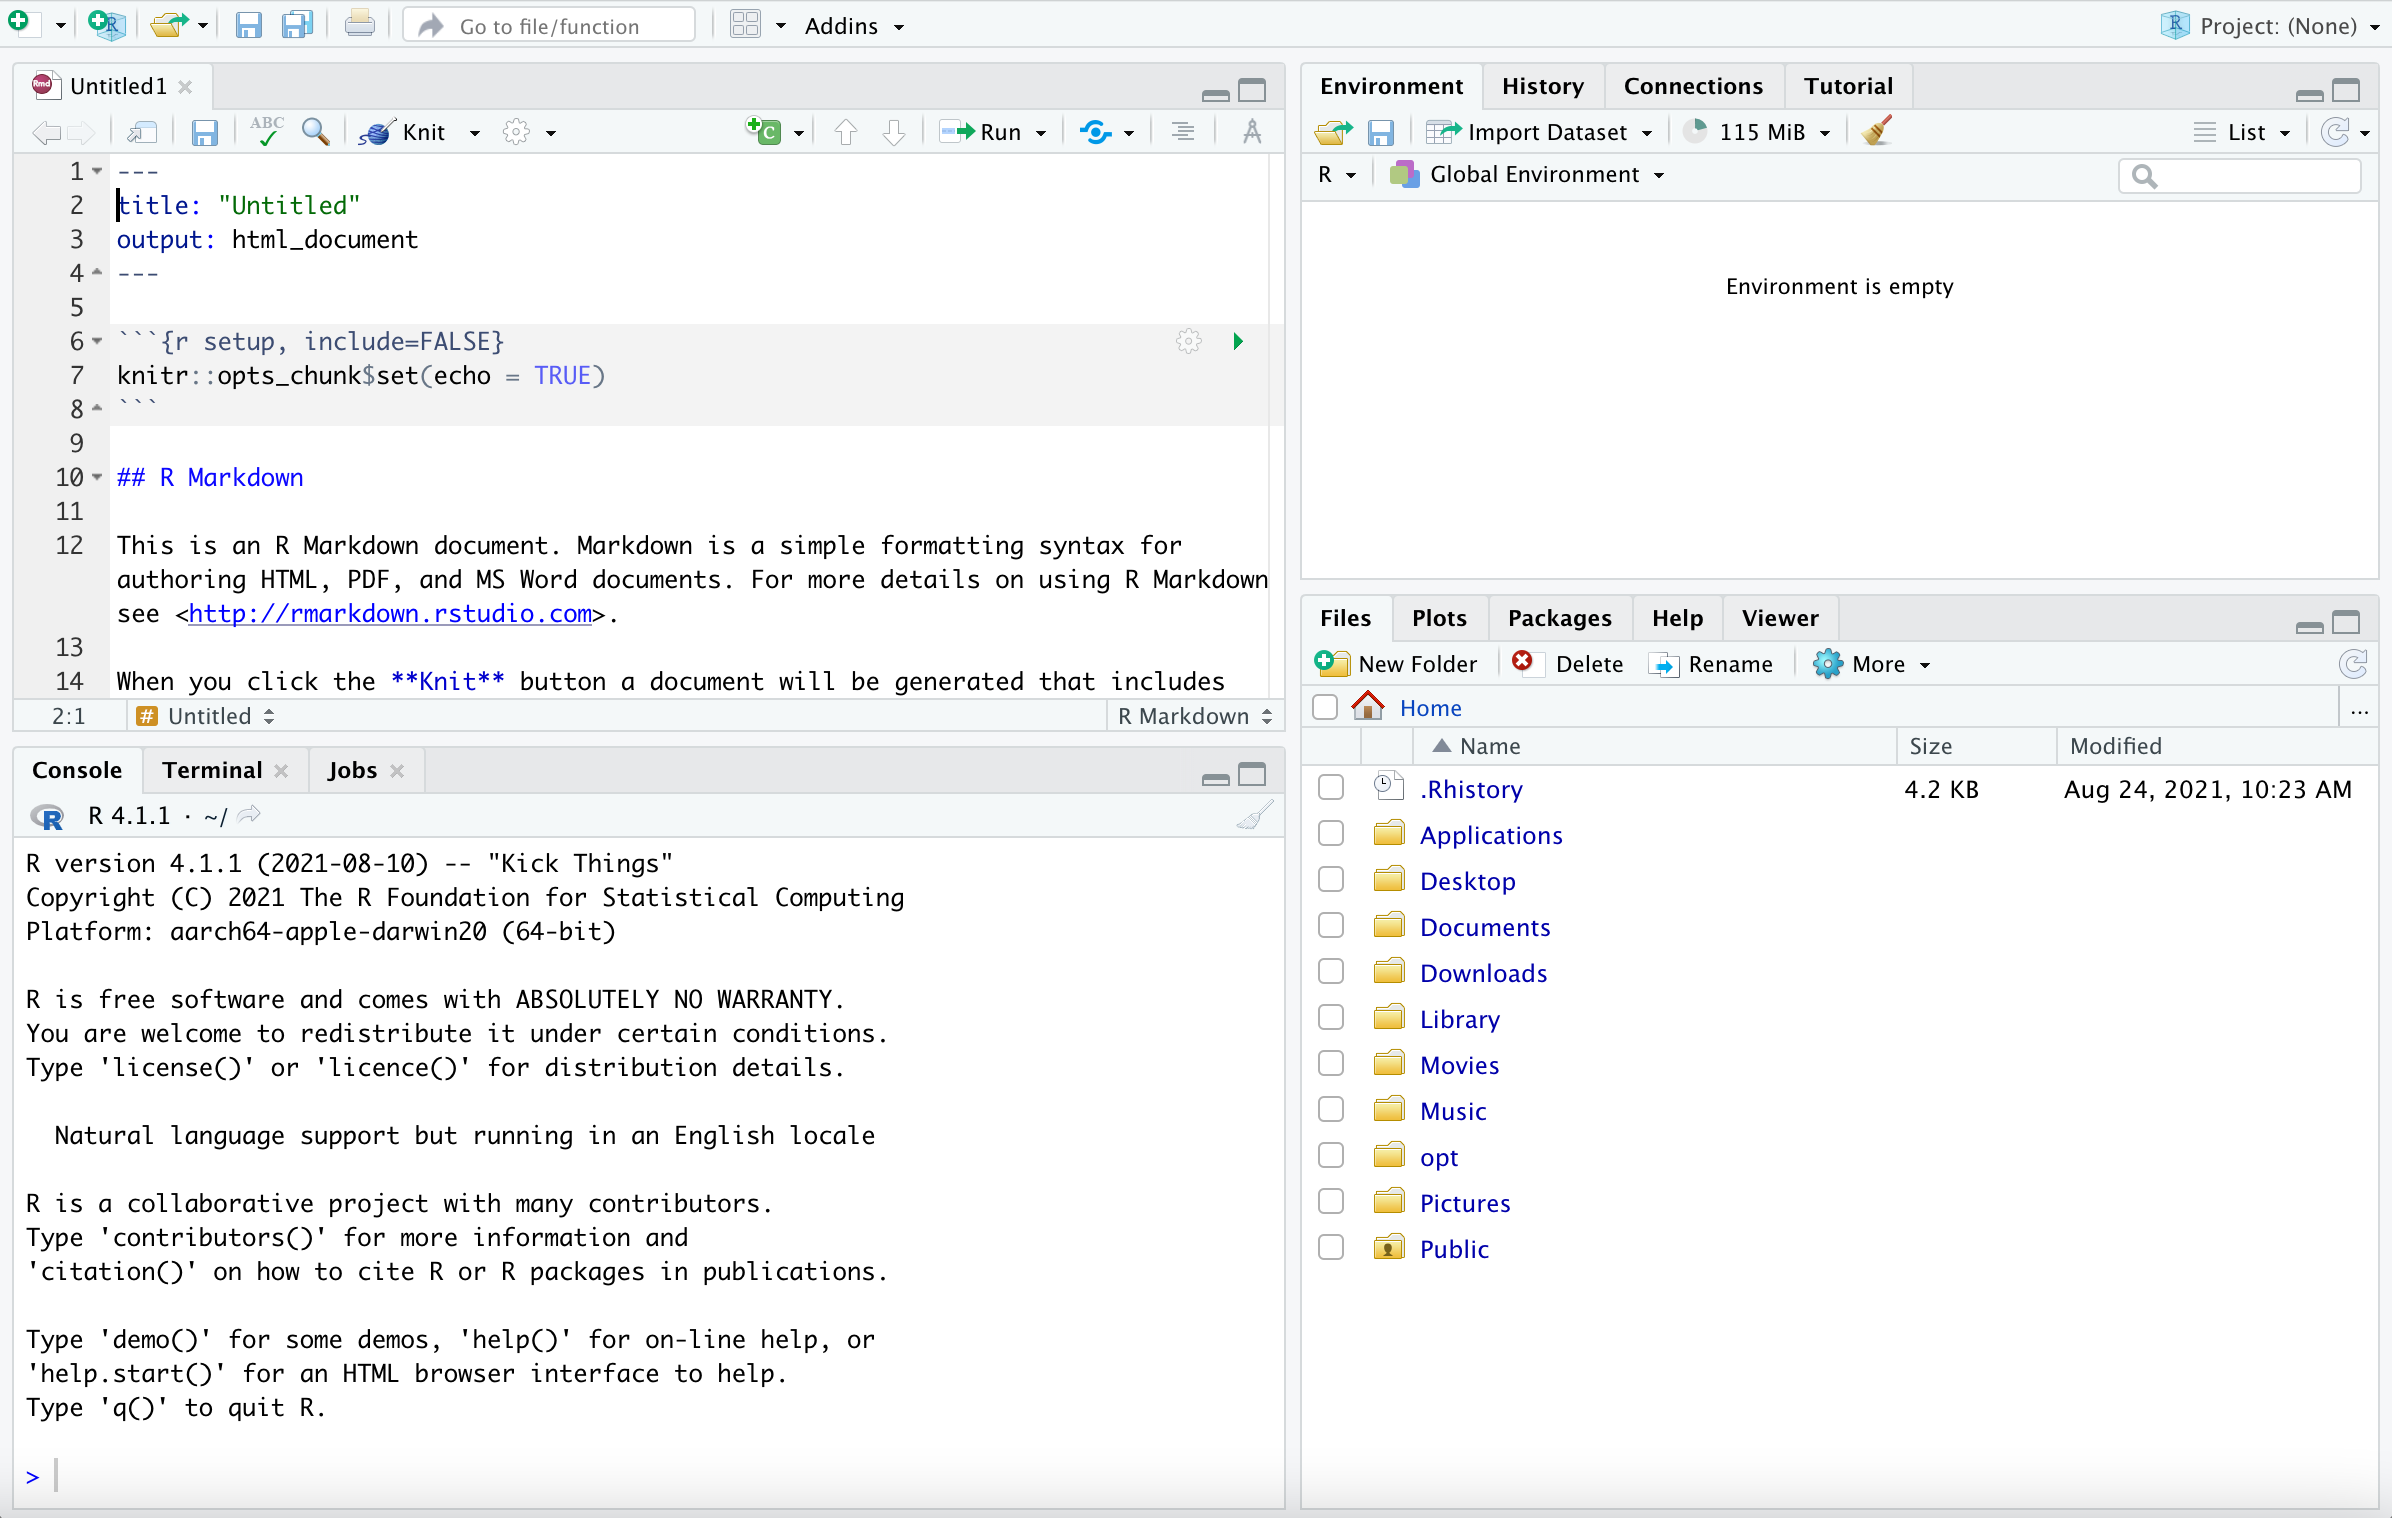 Go to file/function
Addins
Project: (None)
Untitled1
ABC
Knit
C
Run
1 ---
2 title: "Untitled"
3 output: html_document
4 ---
5
6 ```{r setup, include=FALSE}
7 knitr::opts_chunk$set(echo = TRUE)
8 ```
9
10 ## R Markdown
11
12 This is an R Markdown document. Markdown is a simple formatting syntax for
authoring HTML, PDF, and MS Word documents. For more details on using R Markdown
see <http://rmarkdown.rstudio.com>.
13
14 When you click the **Knit** button a document will be generated that includes
2:1 # Untitled R Markdown
Console Terminal Jobs
R R 4.1.1 · ~/
R version 4.1.1 (2021-08-10) -- "Kick Things"
Copyright (C) 2021 The R Foundation for Statistical Computing
Platform: aarch64-apple-darwin20 (64-bit)
R is free software and comes with ABSOLUTELY NO WARRANTY.
You are welcome to redistribute it under certain conditions.
Type 'license()' or 'licence()' for distribution details.
Natural language support but running in an English locale
R is a collaborative project with many contributors.
Type 'contributors()' for more information and
'citation()' on how to cite R or R packages in publications.
Type 'demo()' for some demos, 'help()' for on-line help, or
'help.start()' for an HTML browser interface to help.
Type 'q()' to quit R.
>
Environment History Connections Tutorial
Import Dataset 115 MiB List
R Global Environment
Environment is empty
Files Plots Packages Help Viewer
New Folder Delete Rename More
Home ...
Name Size Modified
.Rhistory 4.2 KB Aug 24, 2021, 10:23 AM
Applications
Desktop
Documents
Downloads
Library
Movies
Music
opt
Pictures
Public